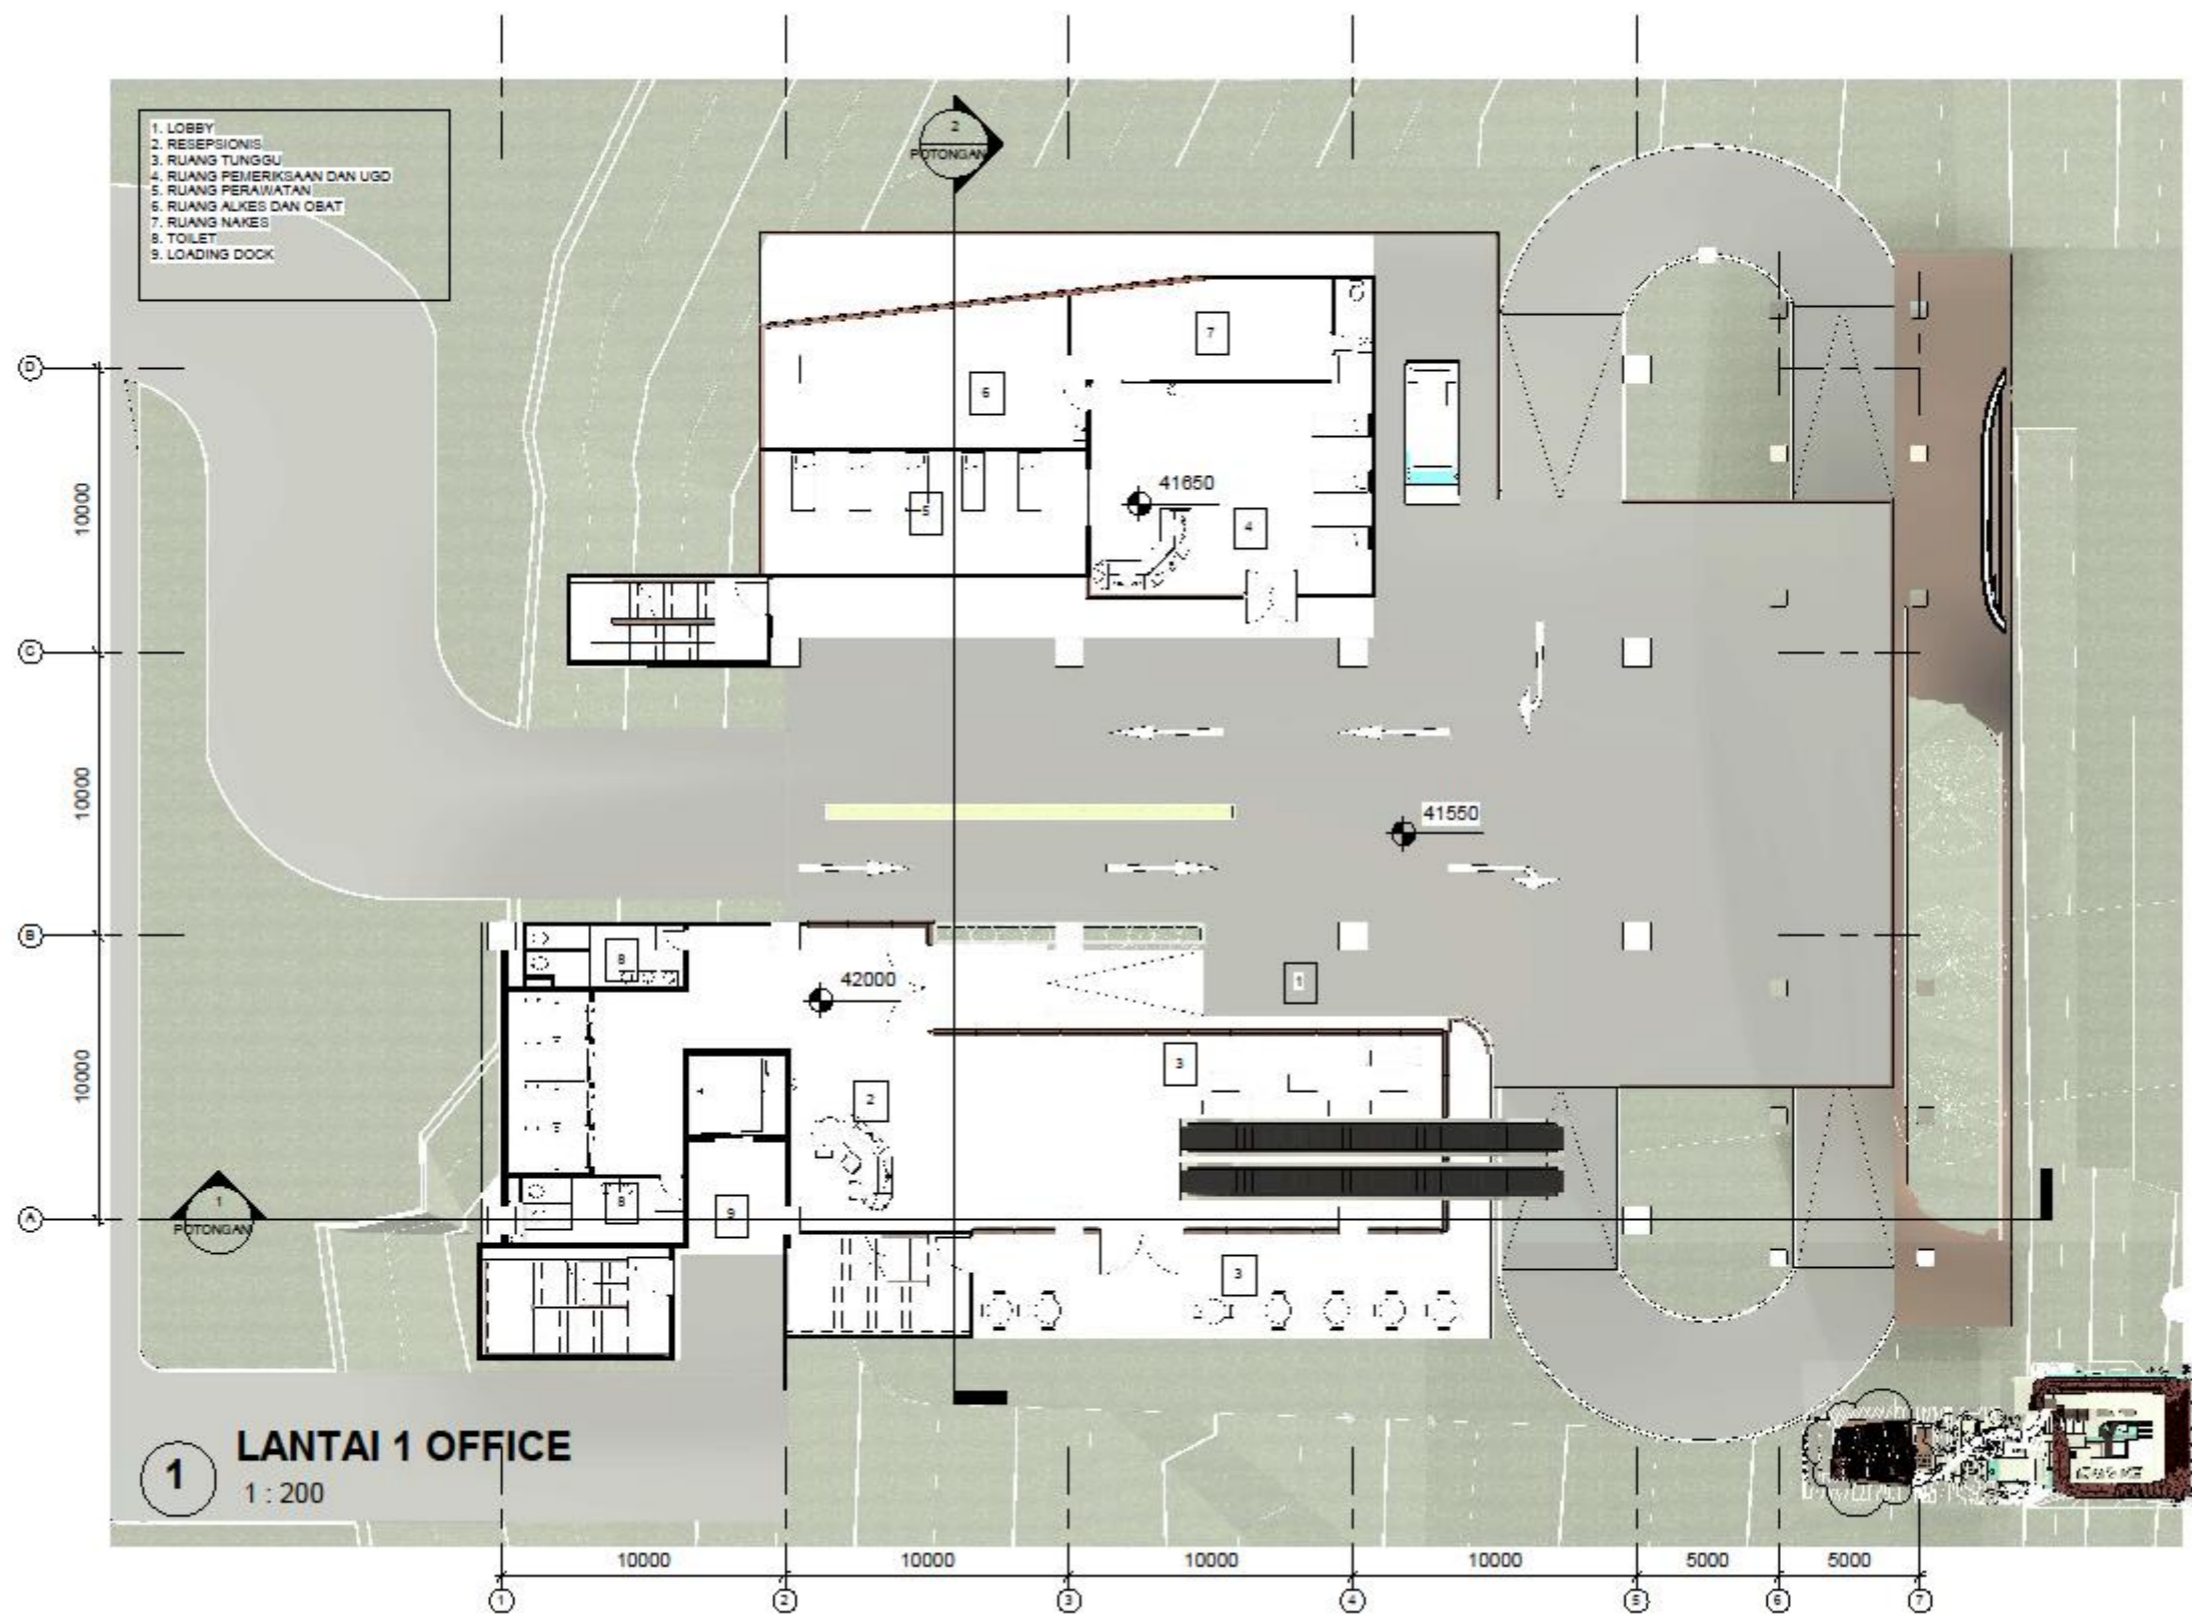 1. LOBBY
2. RESEPSIONIS
3. RUANG TUNGGU
4. RUANG PEMERIKSAAN DAN UGD
5. RUANG PERAWATAN
6. RUANG ALKES DAN OBAT
7. RUANG NAKES
8. TOILET
9. LOADING DOCK
2
POTONGAN
7
D
6
10000
41650
5
4
C
10000
41550
B
8
42000
1
3
10000
2
1
8
9
A
POTONGAN
3
1
LANTAI 1 OFFICE
1 : 200
10000 10000 10000 10000 5000 5000
1 2 3 4 5 6 7